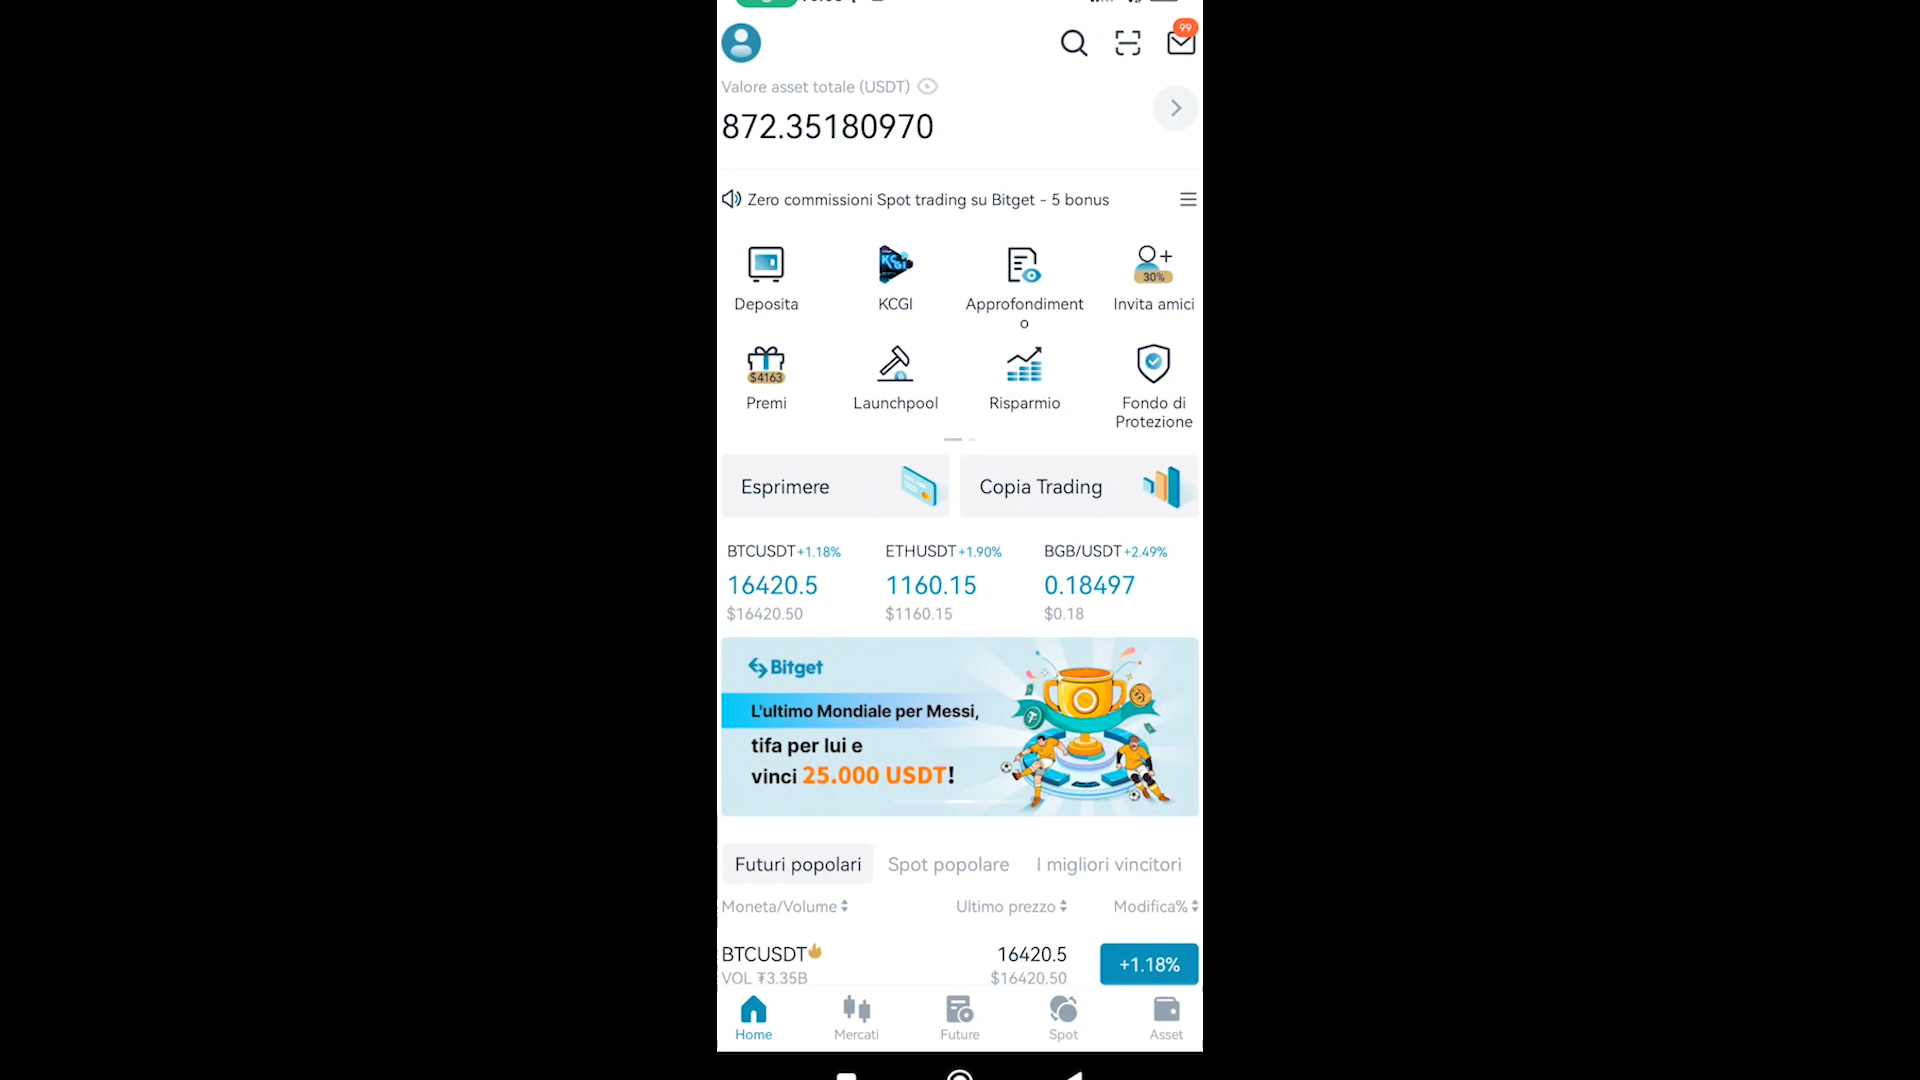 99
Valore asset totale (USDT)
872.35180970
Zero commissioni Spot trading su Bitget - 5 bonus
Deposita
KCGI
KCGI
Approfondiment
o
30%
Invita amici
$4163
Premi
Launchpool
Risparmio
Fondo di
Protezione
Esprimere
Copia Trading
BTCUSDT +1.18%
16420.5
$16420.50
ETHUSDT +1.90%
1160.15
$1160.15
BGB/USDT +2.49%
0.18497
$0.18
Bitget
L'ultimo Mondiale per Messi,
tifa per lui e
vinci 25.000 USDT!
Futuri popolari
Spot popolare
I migliori vincitori
Moneta/Volume
Ultimo prezzo
Modifica%
BTCUSDT
16420.5
+1.18%
VOL ₮3.35B
$16420.50
Home
Mercati
Future
Spot
Asset